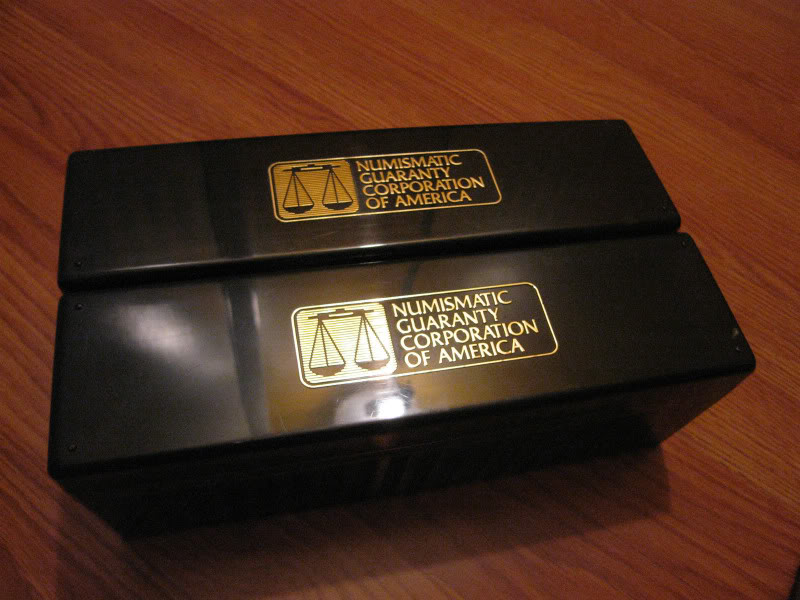 NUMISMATIC
GUARANTY
CORPORATION
OF AMERICA
NUMISMATIC
GUARANTY
CORPORATION
OF AMERICA